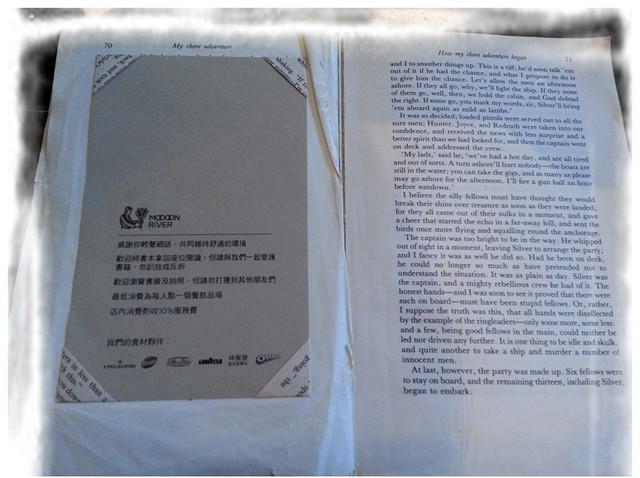 70 My shore adventure
MOOON
RIVER
感謝你將聲細語，共同維持舒適的環境
歡迎將書本拿回座位閱讀，但請與我們一起愛護
書籍，勿趴放或反折
歡迎瀏覽書牆及拍照，但請勿打擾到其他朋友們
最低消費為每人點一個餐飲品項
店內消費酌收10%服務費
我們的食材夥伴：
S.PELLEGRINO LAVAZZA
How my shore adventure began 71
and I to smother things up. This is a tiff; he'd soon talk 'em
out of it if he had the chance, and what I propose to do is
to give him the chance. Let's allow the men an afternoon
ashore. If they all go, why, we'll fight the ship. If they none
of them go, well, then, we hold the cabin, and God defend
the right. If some go, you mark my words, sir, Silver'll bring
'em aboard again as mild as lambs.'
It was so decided; loaded pistols were served out to all the
sure men; Hunter, Joyce, and Redruth were taken into our
confidence, and received the news with less surprise and a
better spirit than we had looked for, and then the captain went
on deck and addressed the crew.
'My lads,' said he, 'we've had a hot day, and are all tired
and out of sorts. A turn ashore'll hurt nobody—the boats are
still in the water; you can take the gigs, and as many as please
may go ashore for the afternoon. I'll fire a gun half an hour
before sundown.'
I believe the silly fellows must have thought they would
break their shins over treasure as soon as they were landed;
for they all came out of their sulks in a moment, and gave
a cheer that started the echo in a far-away hill, and sent the
birds once more flying and squalling round the anchorage.
The captain was too bright to be in the way. He whipped
out of sight in a moment, leaving Silver to arrange the party;
and I fancy it was as well he did so. Had he been on deck,
he could no longer so much as have pretended not to
understand the situation. It was as plain as day. Silver was
the captain, and a mighty rebellious crew he had of it. The
honest hands—and I was soon to see it proved that there were
such on board—must have been stupid fellows. Or, rather,
I suppose the truth was this, that all hands were disaffected
by the example of the ringleaders—only some more, some less:
and a few, being good fellows in the main, could neither be
led nor driven any further. It is one thing to be idle and skulk,
and quite another to take a ship and murder a number of
innocent men.
At last, however, the party was made up. Six fellows were
to stay on board, and the remaining thirteen, including Silver,
began to embark.